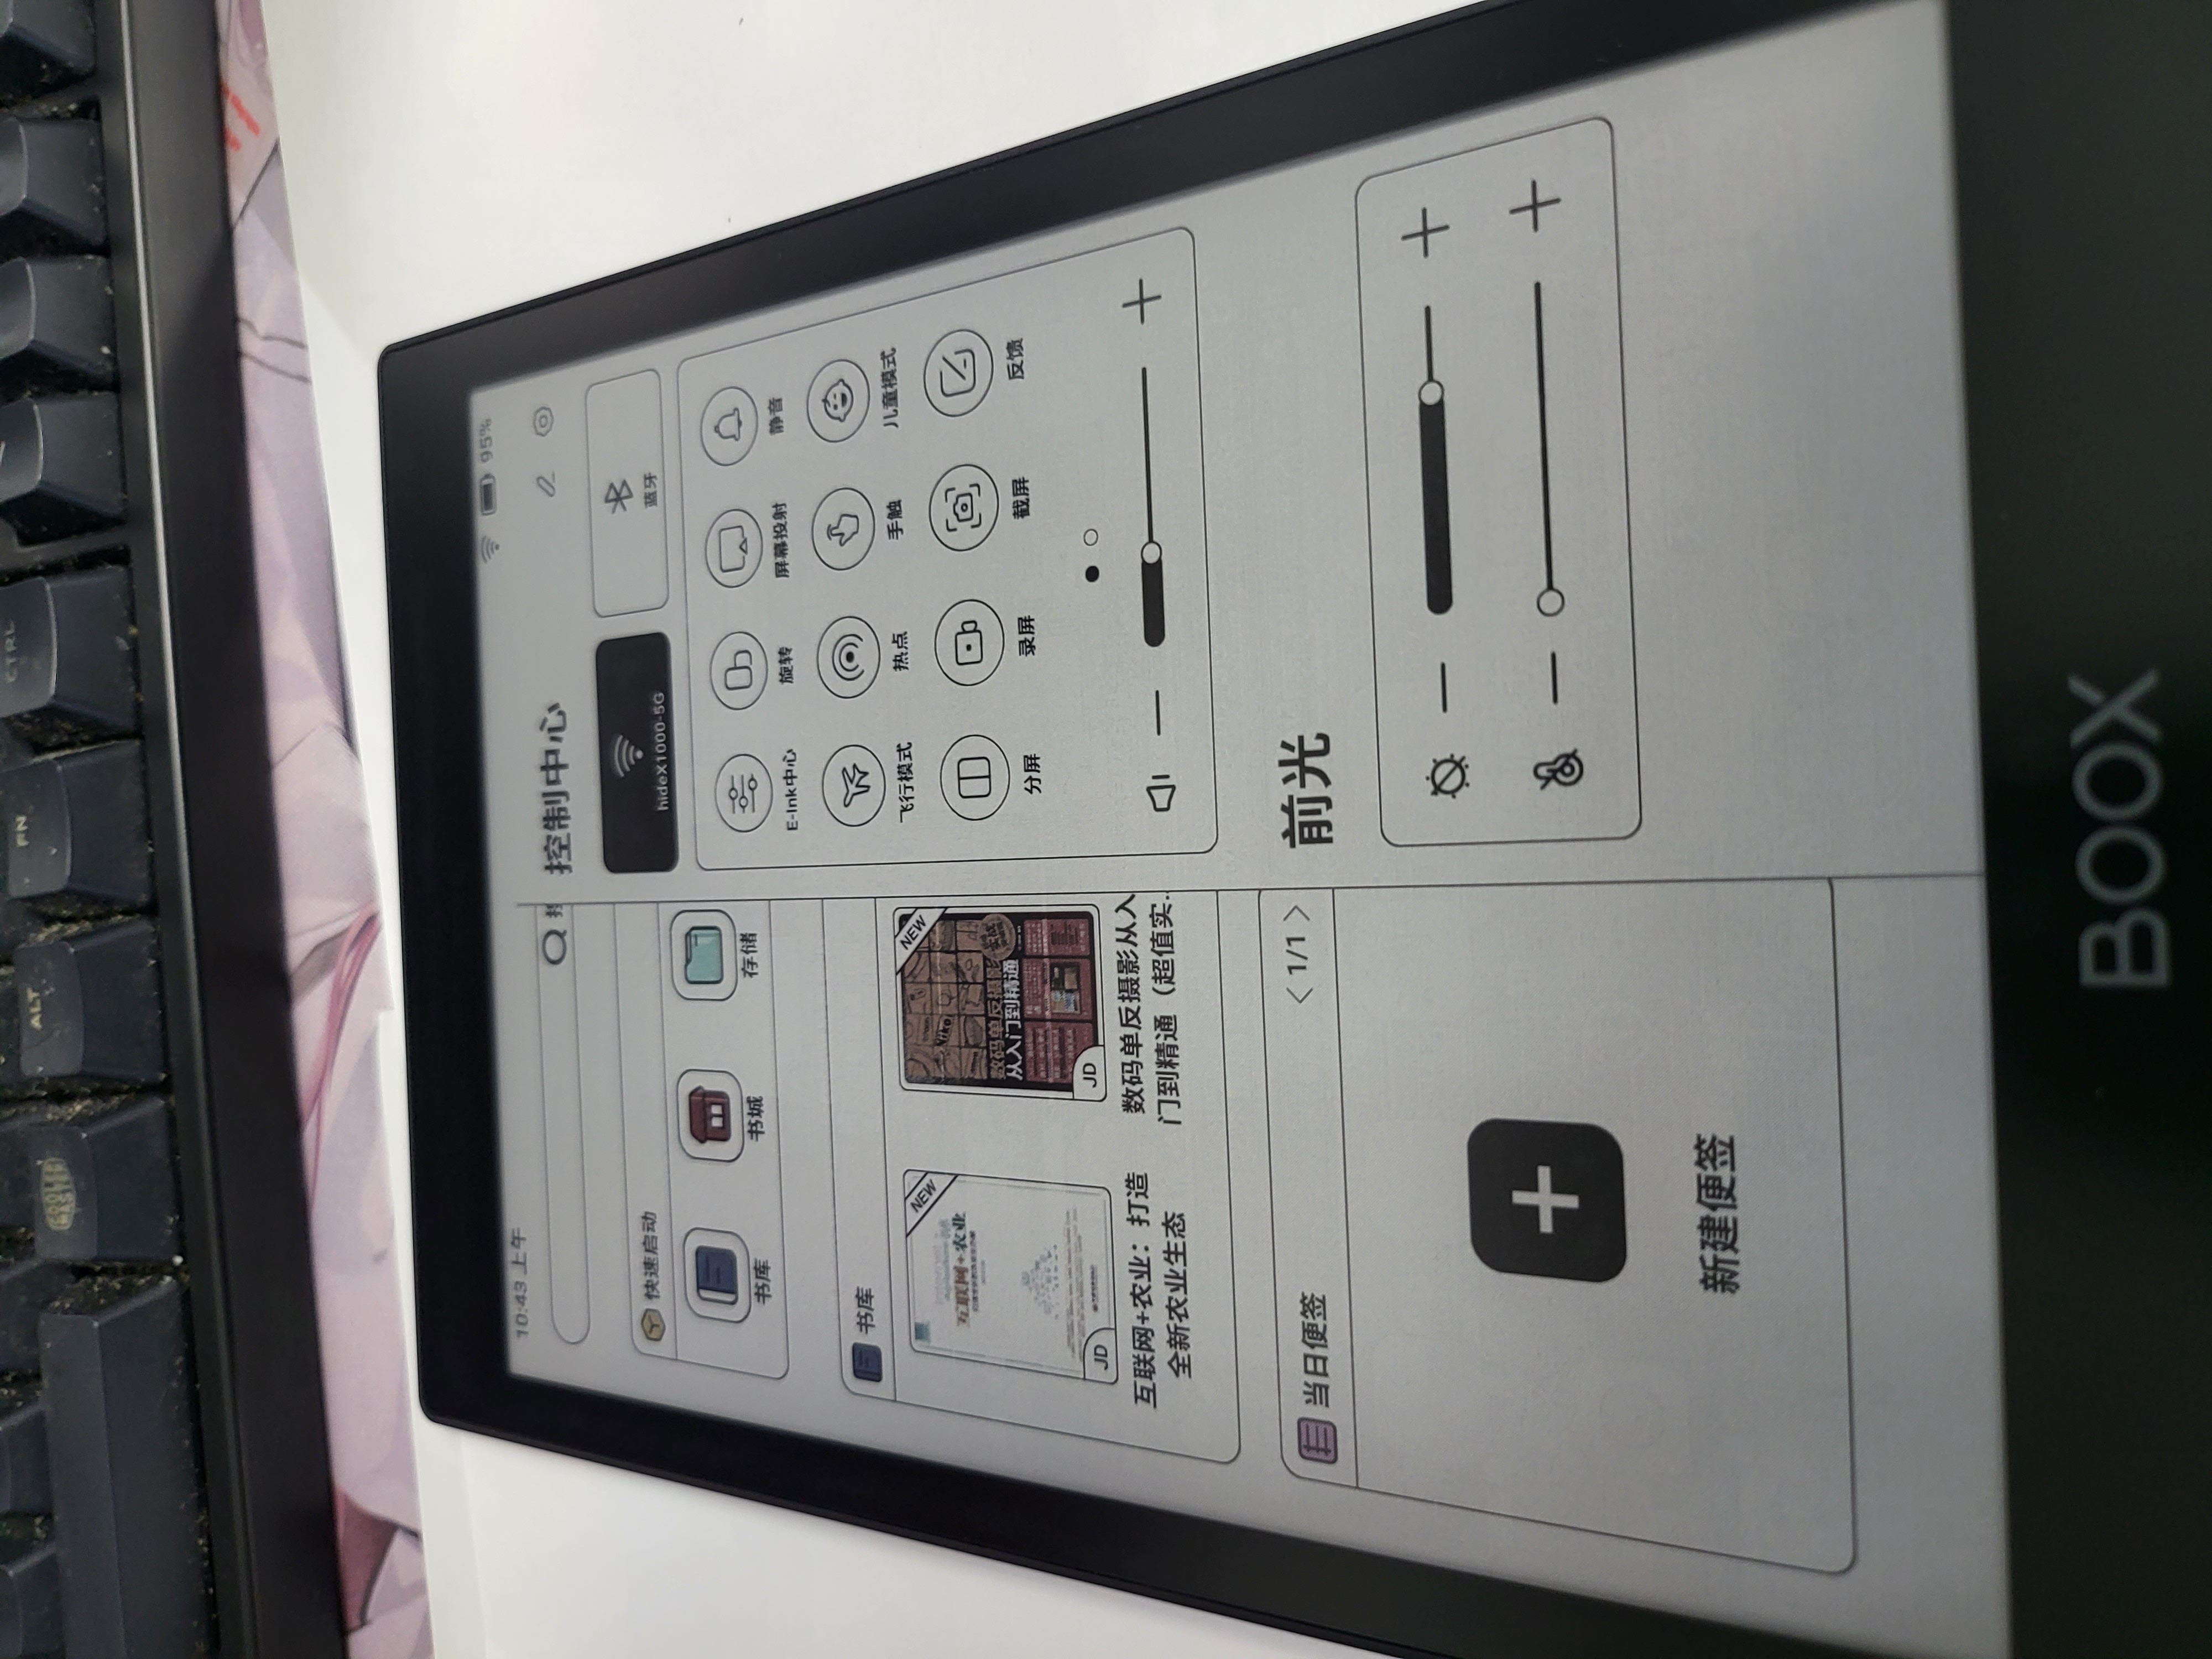 ALT
FN
CTRL
10:43 上午
95%
控制中心
hideX1000-5G
蓝牙
快速启动
书库
书城
存储
E-Ink中心
旋转
屏幕投射
静音
飞行模式
热点
手触
儿童模式
分屏
录屏
截屏
反馈
书库
NEW
互联网+农业
JD
互联网+农业：打造
全新农业生态
NEW
数码单反摄影
从入门到精通
JD
数码单反摄影从入
门到精通（超值实..
当日便签
< 1/1 >
新建便签
前光
BOOX